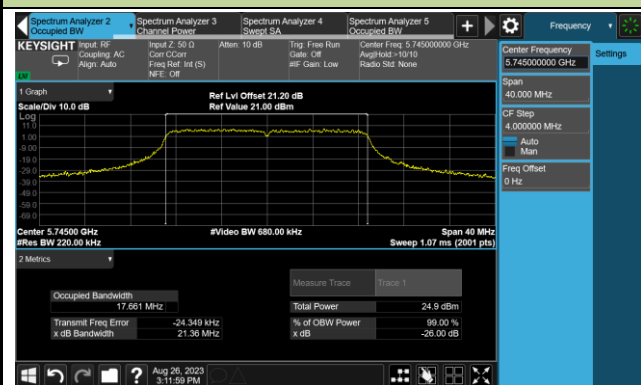 Spectrum Analyzer 2
Occupied BW
Spectrum Analyzer 3
Channel Power
Spectrum Analyzer 4
Swept SA
Spectrum Analyzer 5
Occupied BW
+
Frequency
KEYSIGHT
Input: RF
Coupling: AC
Align: Auto
Input Z: 50 Ω
Corr CCorr
Freq Ref: Int (S)
NFE: Off
Atten: 10 dB
Trig: Free Run
Gate: Off
#IF Gain: Low
Center Freq: 5.745000000 GHz
Avg|Hold:>10/10
Radio Std: None
LXI
Center Frequency
5.745000000 GHz
Settings
Span
40.000 MHz
CF Step
4.000000 MHz
Auto
Man
Freq Offset
0 Hz
1 Graph
Scale/Div 10.0 dB
Ref Lvl Offset 21.20 dB
Ref Value 21.00 dBm
Log
11.0
1.00
-9.00
-19.0
-29.0
-39.0
-49.0
-59.0
-69.0
Center 5.74500 GHz
#Res BW 220.00 kHz
#Video BW 680.00 kHz
Span 40 MHz
Sweep 1.07 ms (2001 pts)
2 Metrics
Measure Trace
Trace 1
Occupied Bandwidth
17.661 MHz
Total Power
24.9 dBm
Transmit Freq Error
-24.349 kHz
% of OBW Power
99.00 %
x dB Bandwidth
21.36 MHz
x dB
-26.00 dB
?
Aug 26, 2023
3:11:59 PM